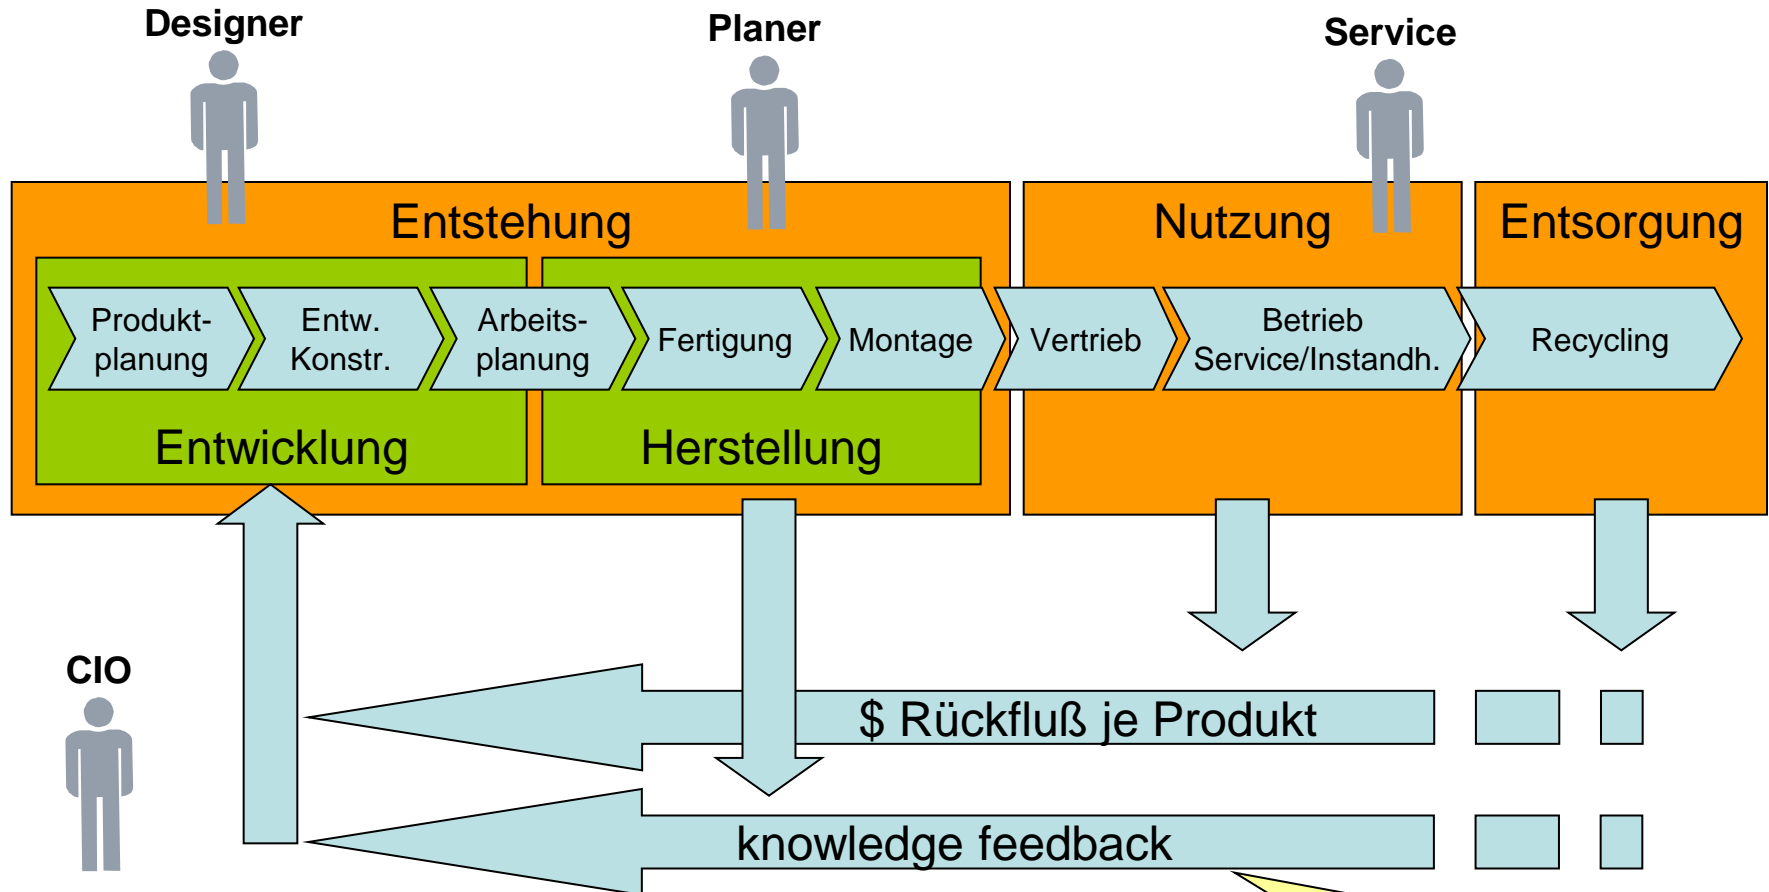 Designer
Planer
Service
Entstehung
Nutzung
Entsorgung
Produkt-
planung
Entw.
Konstr.
Arbeits-
planung
Fertigung
Montage
Vertrieb
Betrieb
Service/Instandh.
Recycling
Entwicklung
Herstellung
CIO
$ Rückfluß je Produkt
knowledge feedback